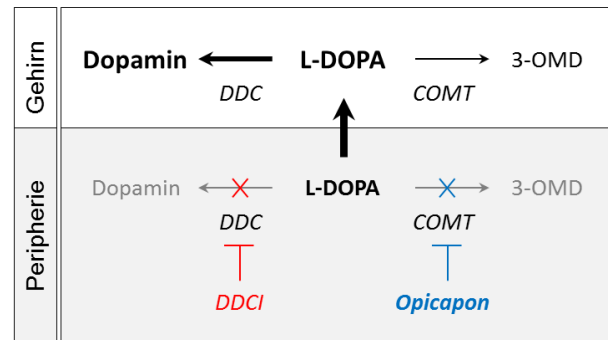 Gehirn
Dopamin L-DOPA 3-OMD
DDC COMT
Peripherie
Dopamin L-DOPA 3-OMD
DDC COMT
DDCI Opicapon